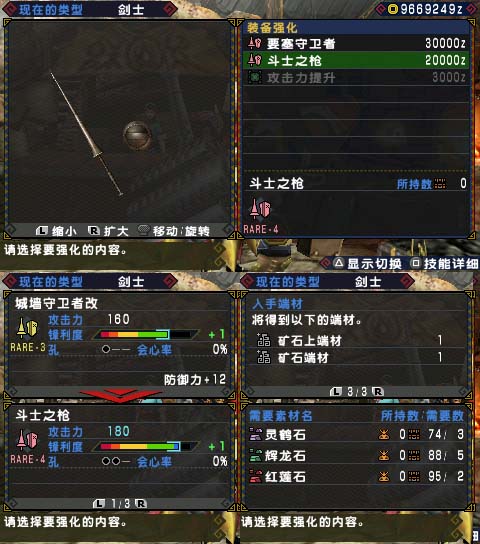 现在的类型 剑士
9669249z
装备强化
要塞守卫者 30000z
斗士之枪 20000z
攻击力提升 3000z
斗士之枪 所持数 0
RARE-4
L 缩小 R 扩大 移动/旋转
请选择要强化的内容。
△显示切换 □技能详细
现在的类型 剑士
城墙守卫者改
攻击力 160
锋利度 +1
RARE-3 孔 ○－－ 会心率 0%
防御力+12
斗士之枪
攻击力 180
锋利度 +1
RARE-4 孔 ○○－ 会心率 0%
L 1/3 R
请选择要强化的内容。
现在的类型 剑士
入手端材
将得到以下的端材。
矿石上端材 1
矿石端材 1
L 3/3 R
需要素材名 所持数/需要数
灵鹤石 0 74/ 3
辉龙石 0 88/ 5
红莲石 0 95/ 2
请选择要强化的内容。